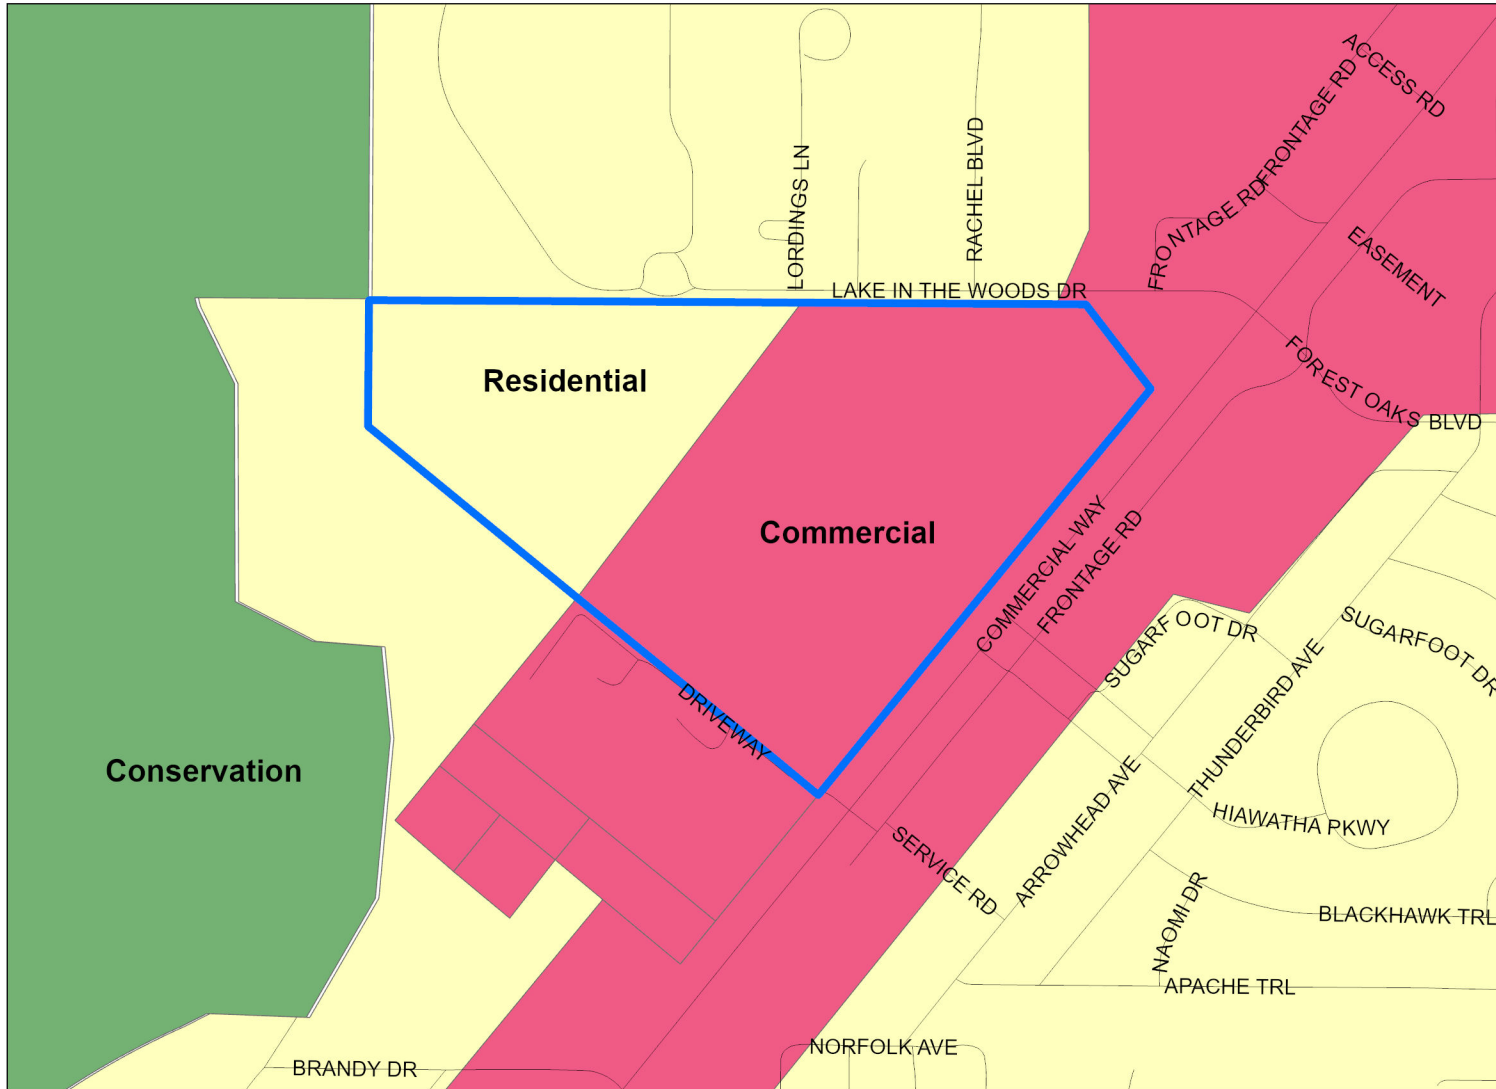 ACCESS RD
FRONTAGE RD
LORDINGS LN
RACHEL BLVD
FRONTAGE RD
EASEMENT
LAKE IN THE WOODS DR
Residential
FOREST OAKS BLVD
Commercial
COMMERCIAL WAY
FRONTAGE RD
SUGARFOOT DR
SUGARFOOT DR
THUNDERBIRD AVE
DRIVEWAY
Conservation
ARROWHEAD AVE
HIAWATHA PKWY
SERVICE RD
NAOMI DR
BLACKHAWK TRL
APACHE TRL
NORFOLK AVE
BRANDY DR